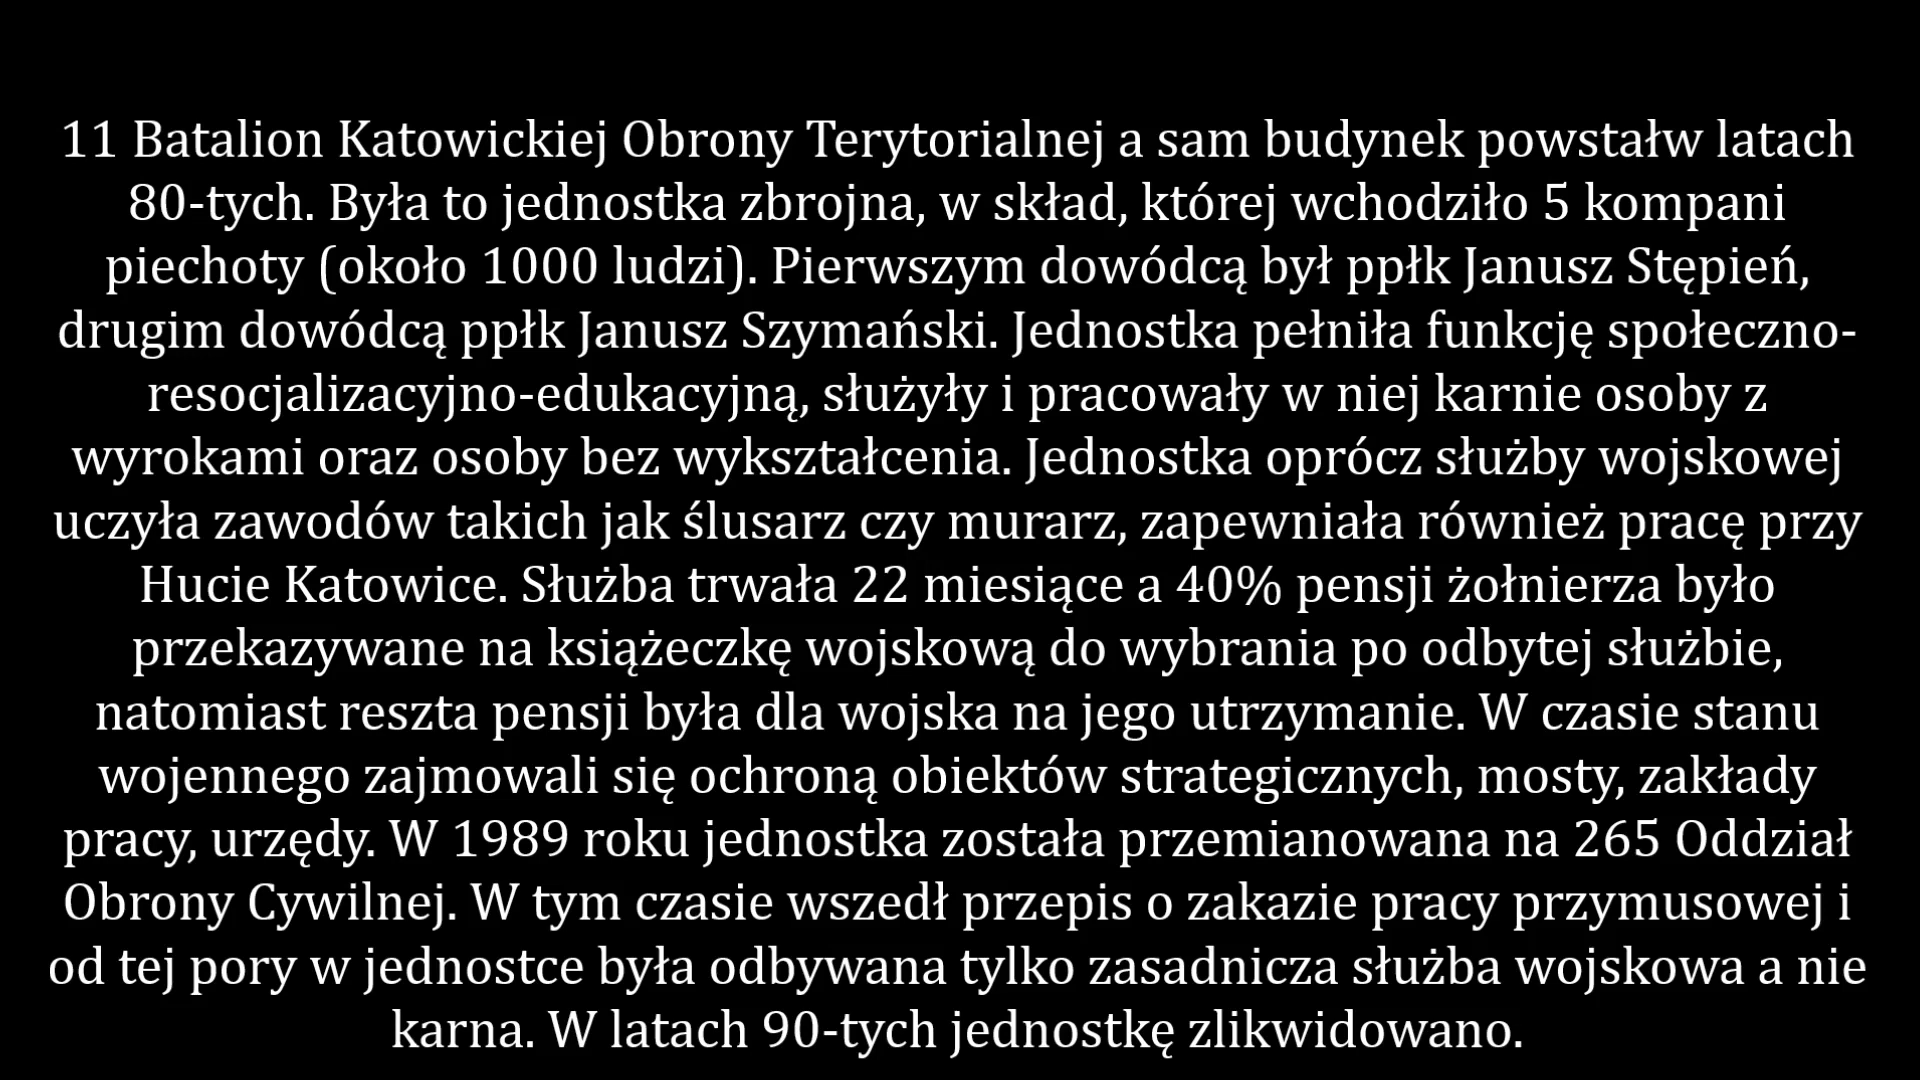 11 Batalion Katowickiej Obrony Terytorialnej a sam budynek powstałw latach
80-tych. Była to jednostka zbrojna, w skład, której wchodziło 5 kompani
piechoty (około 1000 ludzi). Pierwszym dowódcą był ppłk Janusz Stępień,
drugim dowódcą ppłk Janusz Szymański. Jednostka pełniła funkcję społeczno-
resocjalizacyjno-edukacyjną, służyły i pracowały w niej karnie osoby z
wyrokami oraz osoby bez wykształcenia. Jednostka oprócz służby wojskowej
uczyła zawodów takich jak ślusarz czy murarz, zapewniała również pracę przy
Hucie Katowice. Służba trwała 22 miesiące a 40% pensji żołnierza było
przekazywane na książeczkę wojskową do wybrania po odbytej służbie,
natomiast reszta pensji była dla wojska na jego utrzymanie. W czasie stanu
wojennego zajmowali się ochroną obiektów strategicznych, mosty, zakłady
pracy, urzędy. W 1989 roku jednostka została przemianowana na 265 Oddział
Obrony Cywilnej. W tym czasie wszedł przepis o zakazie pracy przymusowej i
od tej pory w jednostce była odbywana tylko zasadnicza służba wojskowa a nie
karna. W latach 90-tych jednostkę zlikwidowano.